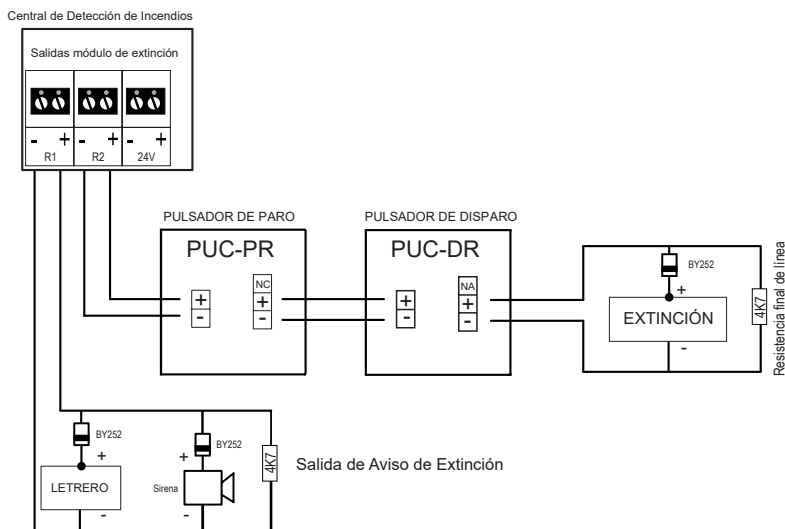 Central de Detección de Incendios
Salidas módulo de extinción
- + - + - +
R1 R2 24V
PULSADOR DE PARO
PUC-PR
NC
+ +
- -
PULSADOR DE DISPARO
PUC-DR
NA
+ +
- -
BY252
+
EXTINCIÓN
-
4K7
Resistencia final de línea
BY252
+
LETRERO
-
BY252
+
Sirena
-
4K7
Salida de Aviso de Extinción